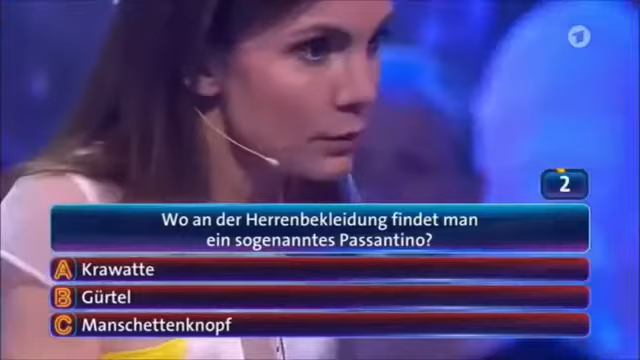 2
Wo an der Herrenbekleidung findet man
ein sogenanntes Passantino?
A Krawatte
B Gürtel
C Manschettenknopf